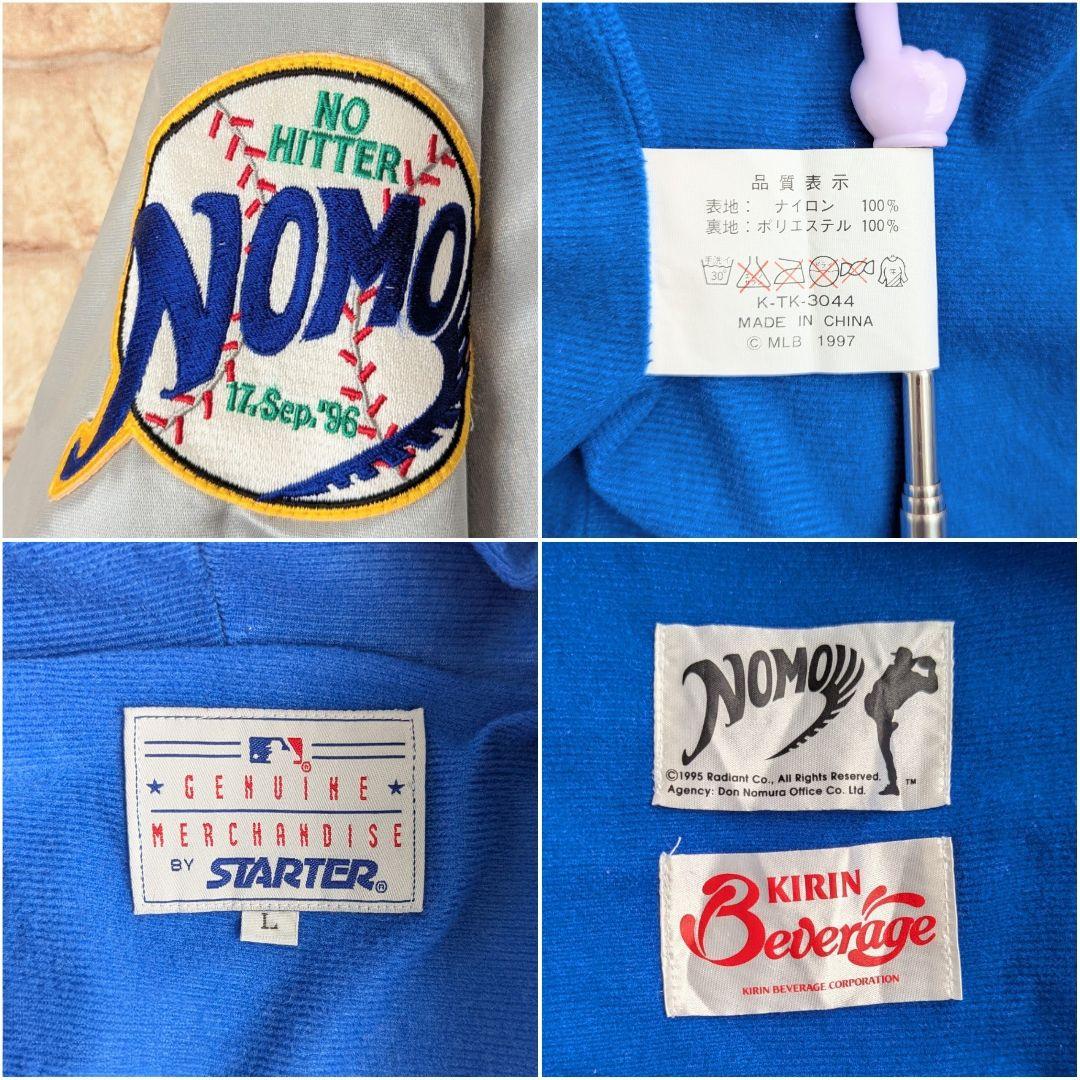 NO
HITTER
NOMO
17. Sep. '96
品質表示
表地： ナイロン 100%
裏地：ポリエステル 100%
手洗イ
30
K-TK-3044
MADE IN CHINA
© MLB 1997
®
GENUINE
MERCHANDISE
BY STARTER®
L
NOMO
©1995 Radiant Co., All Rights Reserved.
Agency: Don Nomura Office Co. Ltd. ™
KIRIN
Beverage
KIRIN BEVERAGE CORPORATION